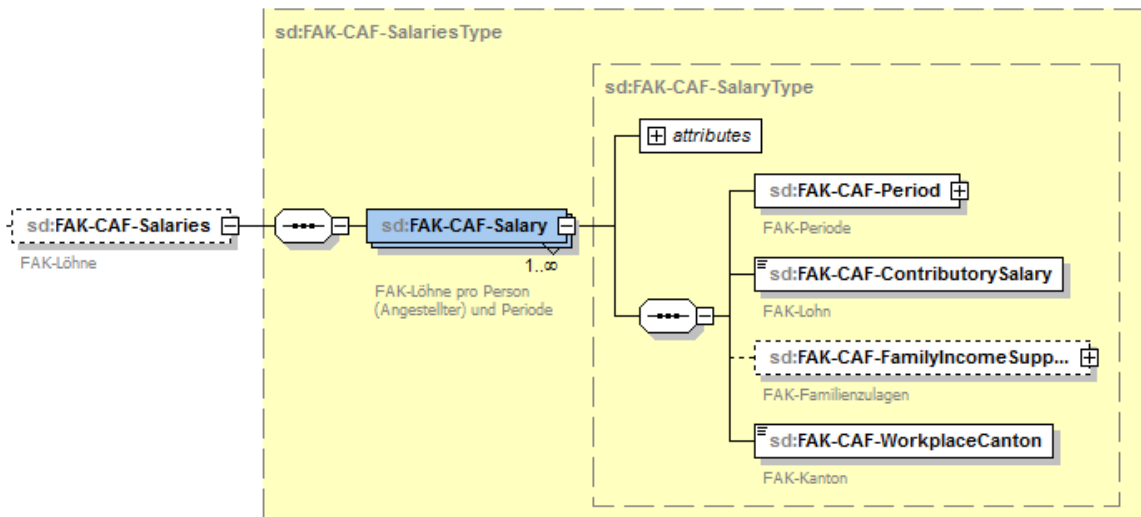 sd:FAK-CAF-SalariesType
sd:FAK-CAF-SalaryType
attributes
sd:FAK-CAF-Period
FAK-Periode
sd:FAK-CAF-Salaries
FAK-Löhne
sd:FAK-CAF-Salary
1..∞
FAK-Löhne pro Person
(Angestellter) und Periode
sd:FAK-CAF-ContributorySalary
FAK-Lohn
sd:FAK-CAF-FamilyIncomeSupp...
FAK-Familienzulagen
sd:FAK-CAF-WorkplaceCanton
FAK-Kanton